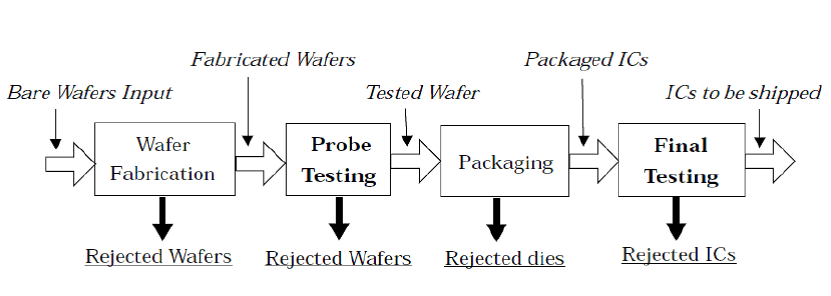 Fabricated Wafers
Packaged ICs
Bare Wafers Input
Tested Wafer
ICs to be shipped
Wafer
Fabrication
Probe
Testing
Packaging
Final
Testing
Rejected Wafers
Rejected Wafers
Rejected dies
Rejected ICs